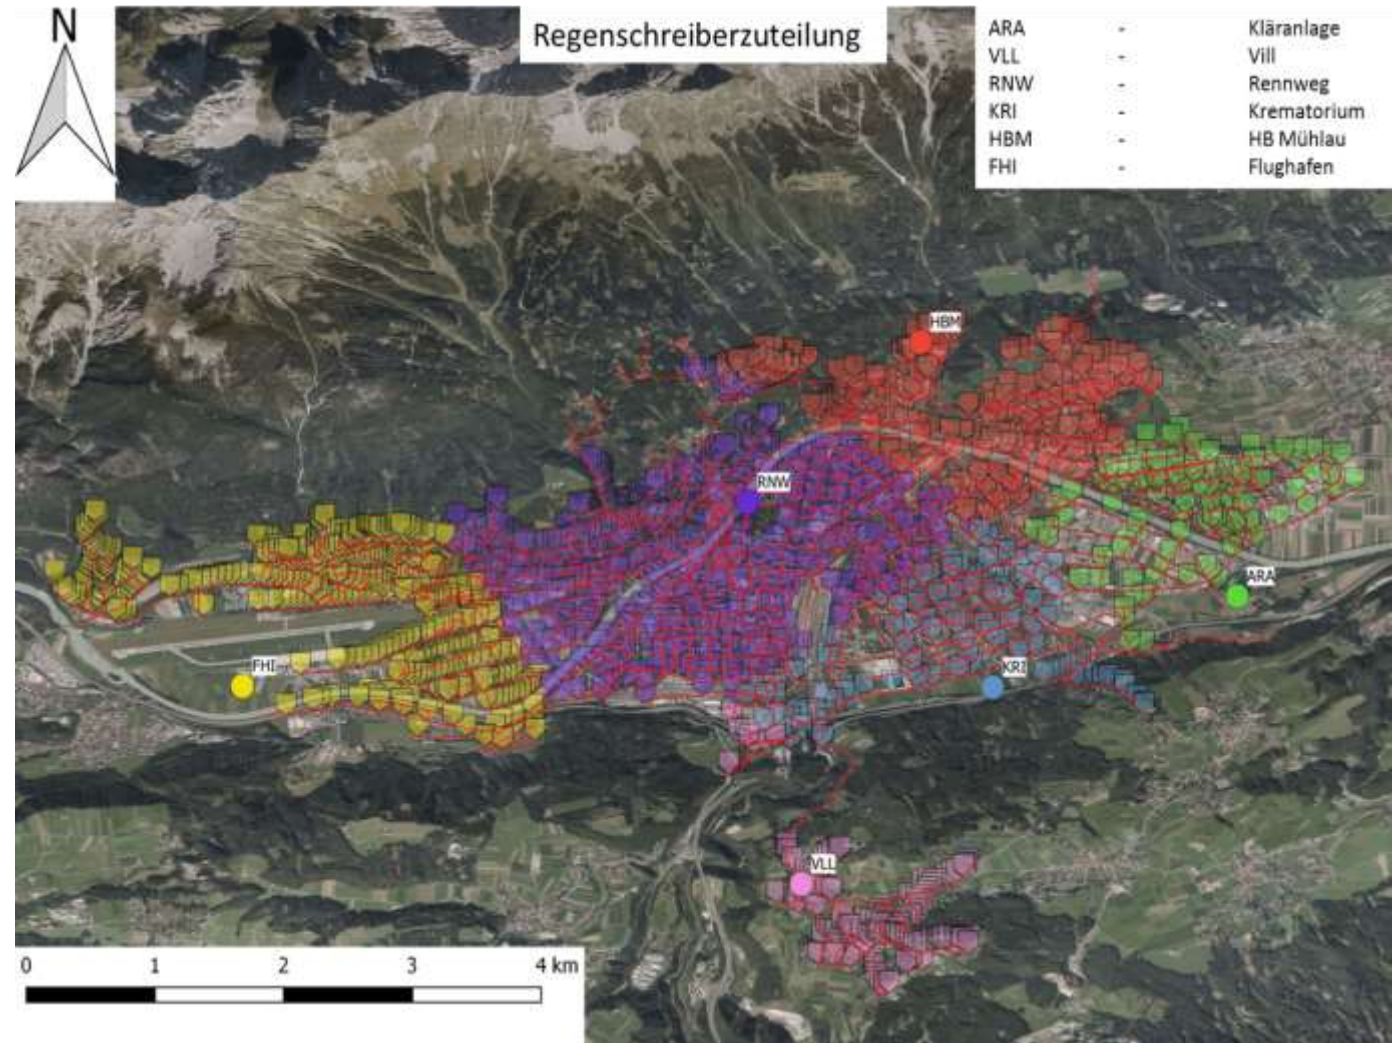 N
Regenschreiberzuteilung
ARA - Kläranlage
VLL - Vill
RNW - Rennweg
KRI - Krematorium
HBM - HB Mühlau
FHI - Flughafen
HBM
RNW
ARA
FHI
KRI
VLL
0 1 2 3 4 km